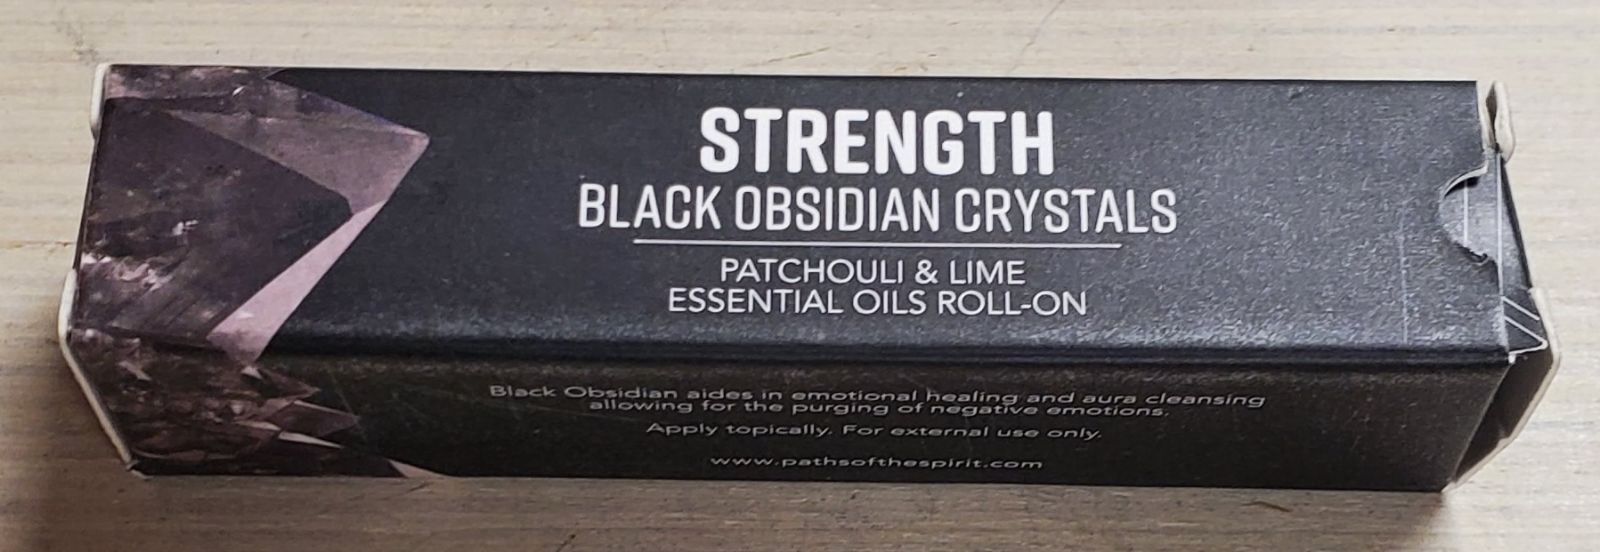 STRENGTH
BLACK OBSIDIAN CRYSTALS
PATCHOULI & LIME
ESSENTIAL OILS ROLL-ON
Black Obsidian aides in emotional healing and aura cleansing
allowing for the purging of negative emotions.
Apply topically. For external use only.
www.pathsofthespirit.com